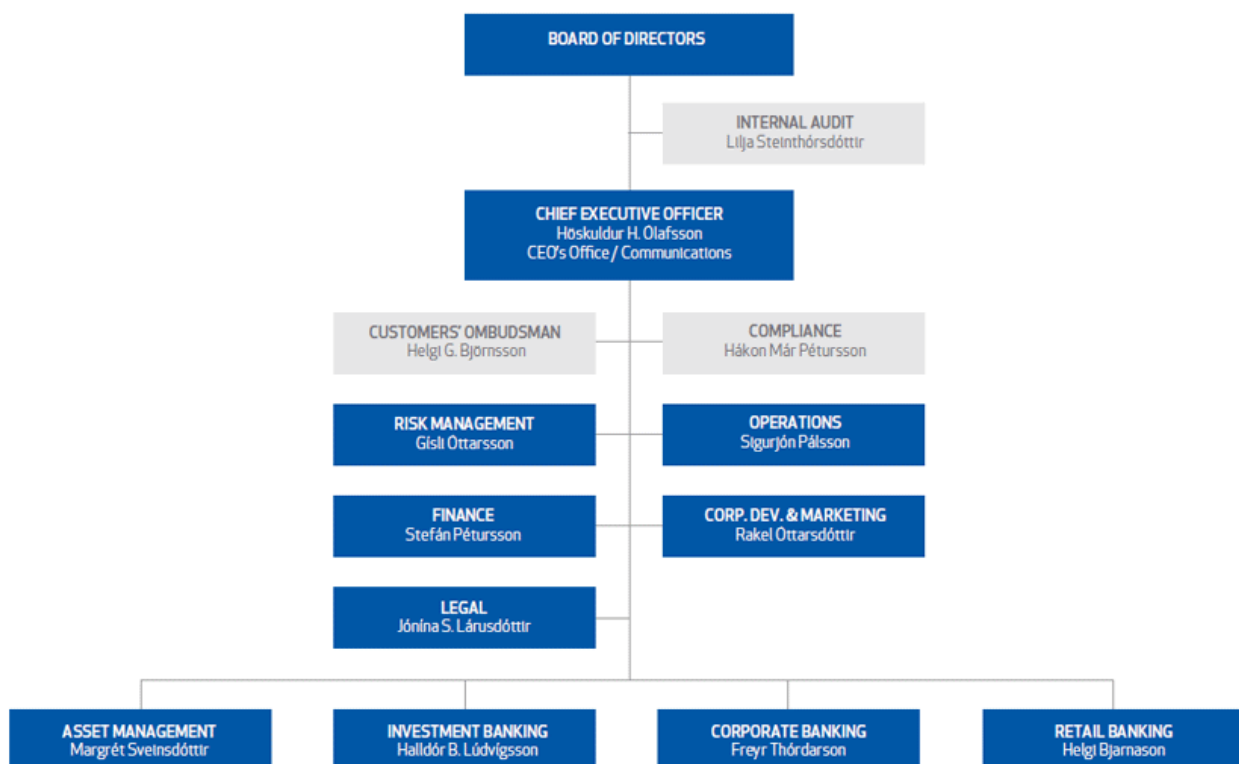 BOARD OF DIRECTORS
INTERNAL AUDIT
Lilja Steinthórsdóttir
CHIEF EXECUTIVE OFFICER
Höskuldur H. Ólafsson
CEO's Office / Communications
CUSTOMERS' OMBUDSMAN
Helgi G. Björnsson
COMPLIANCE
Hákon Már Pétursson
RISK MANAGEMENT
Gísli Óttarsson
OPERATIONS
Sigurjón Pálsson
FINANCE
Stefán Pétursson
CORP. DEV. & MARKETING
Rakel Óttarsdóttir
LEGAL
Jónína S. Lárusdóttir
ASSET MANAGEMENT
Margrét Sveinsdóttir
INVESTMENT BANKING
Halldór B. Lúdvígsson
CORPORATE BANKING
Freyr Thórdarson
RETAIL BANKING
Helgi Bjarnason